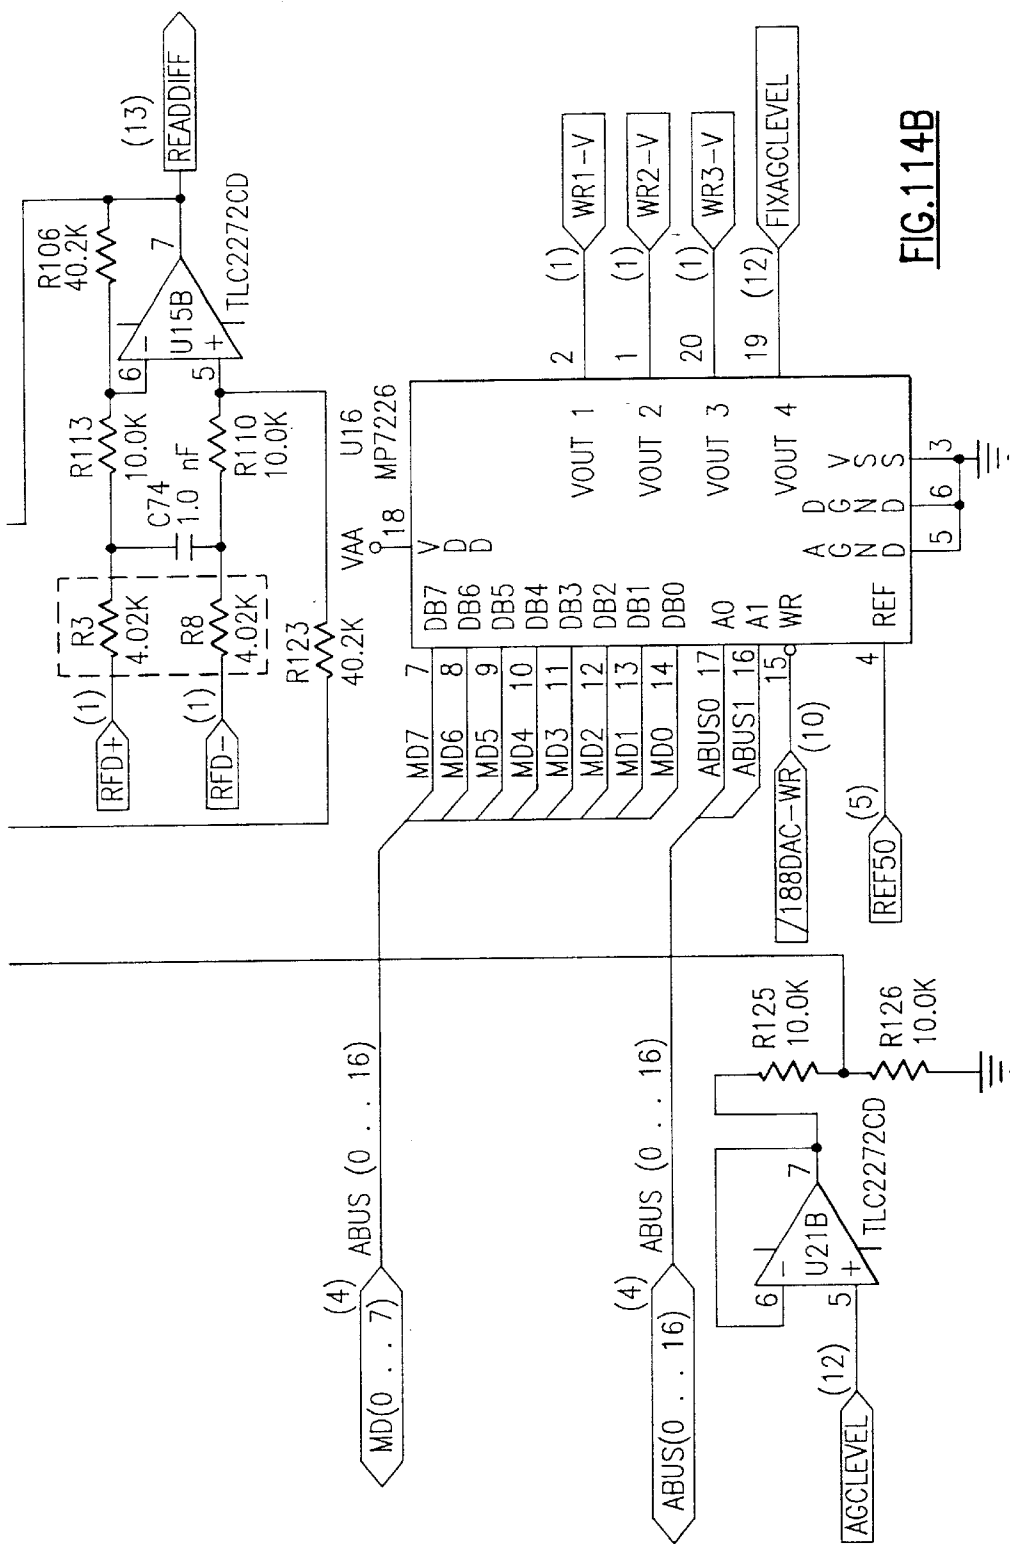 (13)
READDIFF
R106
40.2K
7
TLC2272CD
U15B
-
+
6
5
R113
10.0K
C74
1.0 nF
R110
10.0K
R3
4.02K
R8
4.02K
R123
40.2K
(1)
RFD+
(1)
RFD-
U16
MP7226
VAA
18
VDD
DB7
DB6
DB5
DB4
DB3
DB2
DB1
DB0
A0
A1
WR
REF
VOUT 1
VOUT 2
VOUT 3
VOUT 4
AGND
DGND
VSS
5
6
3
2
1
20
19
(1)
WR1-V
(1)
WR2-V
(1)
WR3-V
(12)
FIXAGCLEVEL
MD7 7
MD6 8
MD5 9
MD4 10
MD3 11
MD2 12
MD1 13
MD0 14
ABUS0 17
ABUS1 16
15
4
/188DAC-WR
(10)
REF50
(5)
MD(0 . . 7)
(4)
ABUS (0 . . 16)
ABUS(0 . . 16)
(4)
ABUS (0 . . 16)
AGCLEVEL
(12)
6
5
-
+
U21B
7
TLC2272CD
R125
10.0K
R126
10.0K
FIG.114B